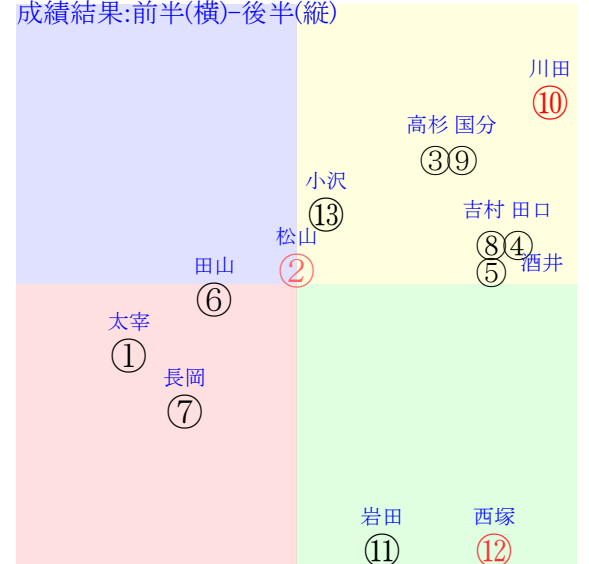 成績結果:前半(横)-後半(縦)
川田
⑩
高杉 国分
③⑨
小沢
⑬
吉村 田口
⑧④
松山
②
酒井
⑤
田山
⑥
太宰
①
長岡
⑦
岩田 西塚
⑪ ⑫